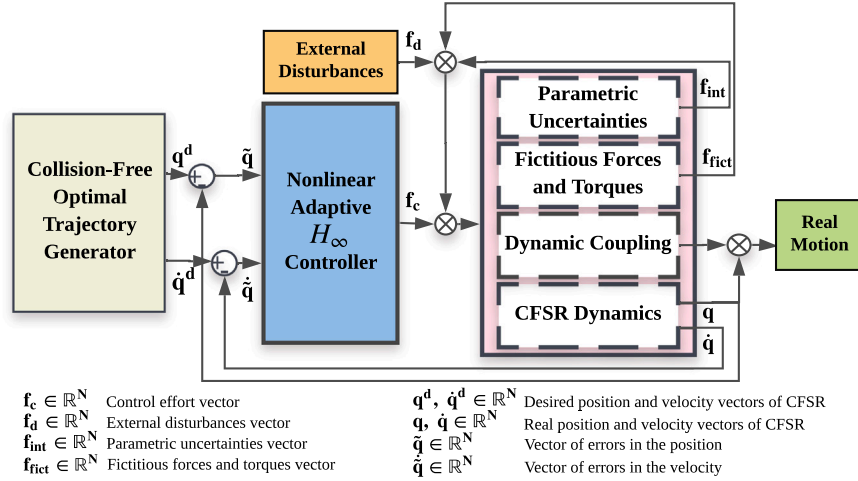 External
Disturbances
f_d
Parametric
Uncertainties
f_int
Collision-Free
Optimal
Trajectory
Generator
q^d
+
-
q̃
Nonlinear
Adaptive
H_∞
Controller
f_c
Fictitious Forces
and Torques
f_fict
Dynamic Coupling
Real
Motion
q̇^d
+
-
q̃̇
CFSR Dynamics
q
q̇
f_c ∈ ℝ^N Control effort vector
f_d ∈ ℝ^N External disturbances vector
f_int ∈ ℝ^N Parametric uncertainties vector
f_fict ∈ ℝ^N Fictitious forces and torques vector
q^d, q̇^d ∈ ℝ^N Desired position and velocity vectors of CFSR
q, q̇ ∈ ℝ^N Real position and velocity vectors of CFSR
q̃ ∈ ℝ^N Vector of errors in the position
q̃̇ ∈ ℝ^N Vector of errors in the velocity